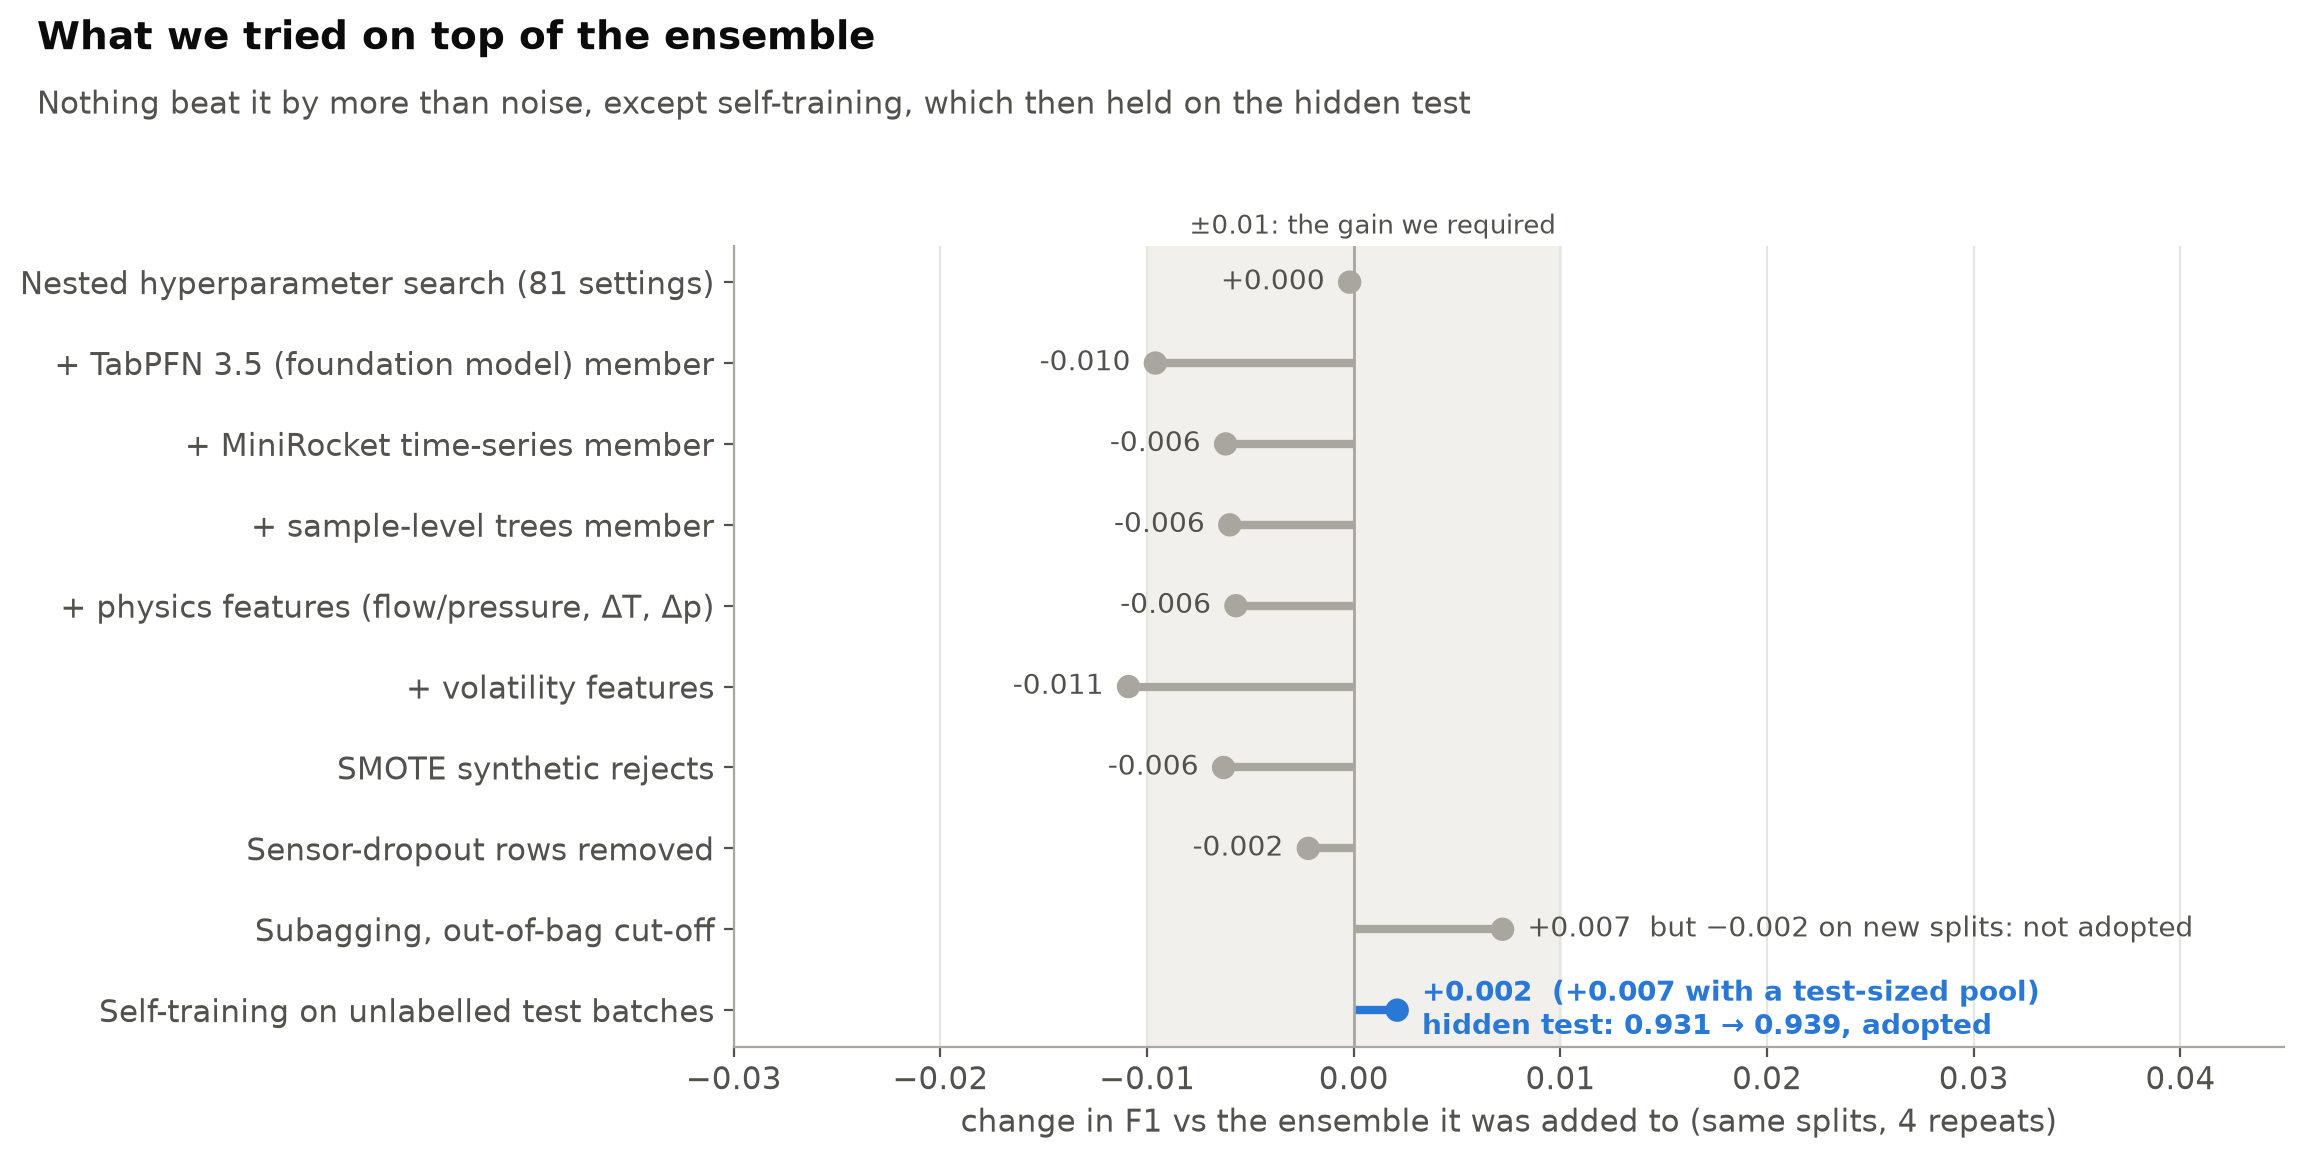 What we tried on top of the ensemble
Nothing beat it by more than noise, except self-training, which then held on the hidden test
±0.01: the gain we required
Nested hyperparameter search (81 settings)
+0.000
+ TabPFN 3.5 (foundation model) member
-0.010
+ MiniRocket time-series member
-0.006
+ sample-level trees member
-0.006
+ physics features (flow/pressure, ΔT, Δp)
-0.006
+ volatility features
-0.011
SMOTE synthetic rejects
-0.006
Sensor-dropout rows removed
-0.002
Subagging, out-of-bag cut-off
+0.007 but −0.002 on new splits: not adopted
Self-training on unlabelled test batches
+0.002 (+0.007 with a test-sized pool)
hidden test: 0.931 → 0.939, adopted
−0.03 −0.02 −0.01 0.00 0.01 0.02 0.03 0.04
change in F1 vs the ensemble it was added to (same splits, 4 repeats)